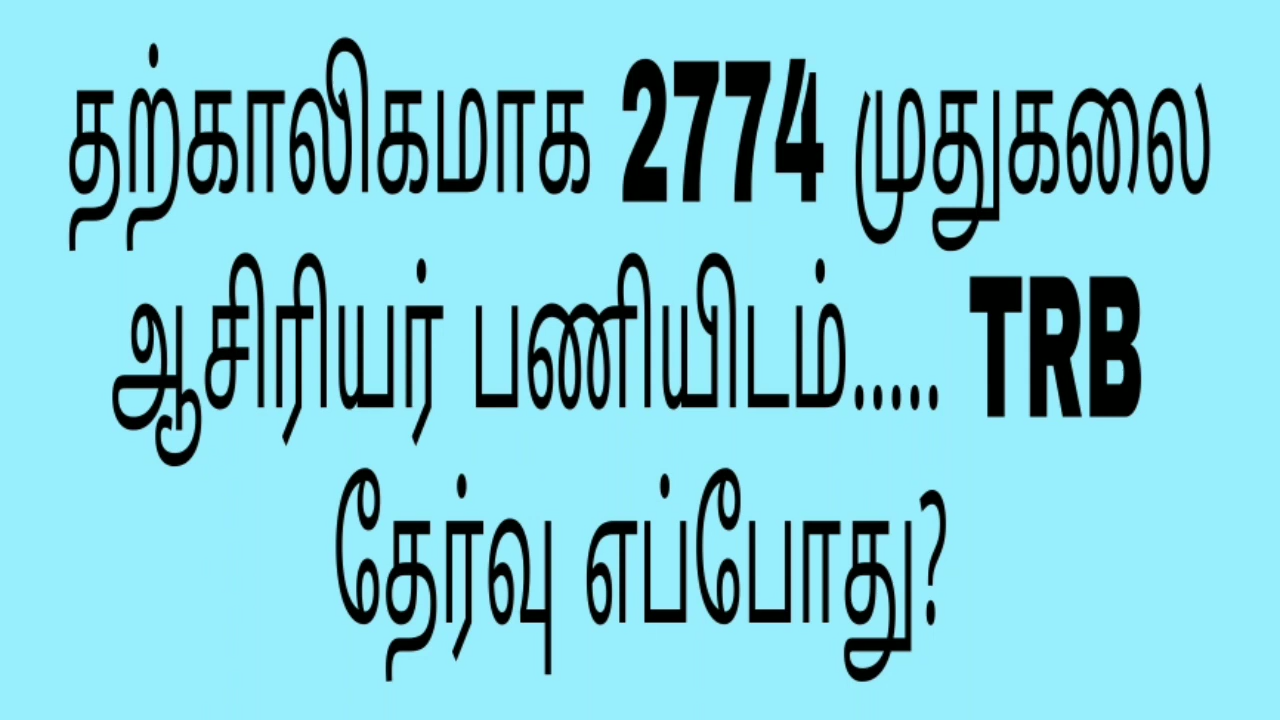 தற்காலிகமாக 2774 முதுகலை
ஆசிரியர் பணியிடம்..... TRB
தேர்வு எப்போது?